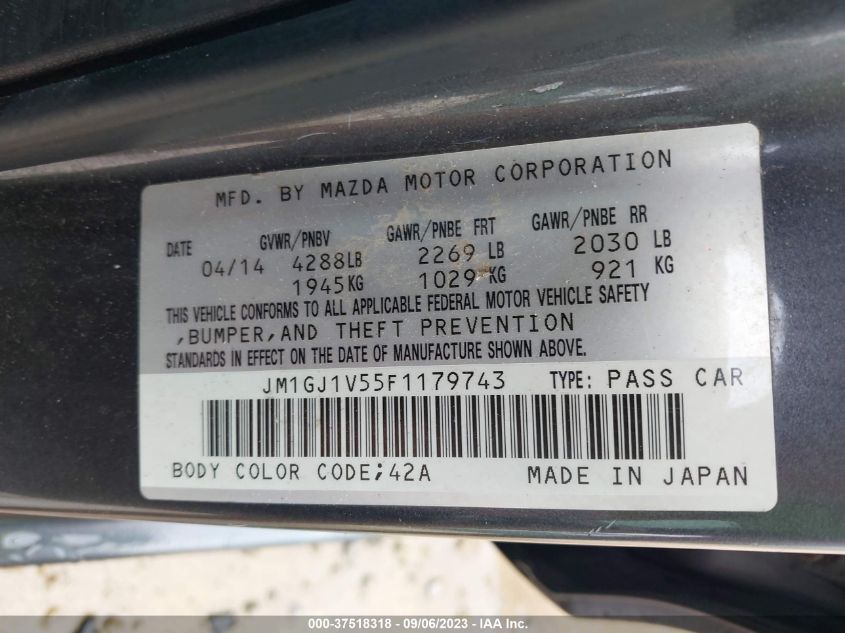 MFD. BY MAZDA MOTOR CORPORATION
DATE GVWR/PNBV GAWR/PNBE FRT GAWR/PNBE RR
04/14 4288LB 2269 LB 2030 LB
1945KG 1029 KG 921 KG
THIS VEHICLE CONFORMS TO ALL APPLICABLE FEDERAL MOTOR VEHICLE SAFETY
,BUMPER,AND THEFT PREVENTION
STANDARDS IN EFFECT ON THE DATE OF MANUFACTURE SHOWN ABOVE.
JM1GJ1V55F1179743 TYPE: PASS CAR
BODY COLOR CODE;42A MADE IN JAPAN
000-37518318 - 09/06/2023 - IAA Inc.